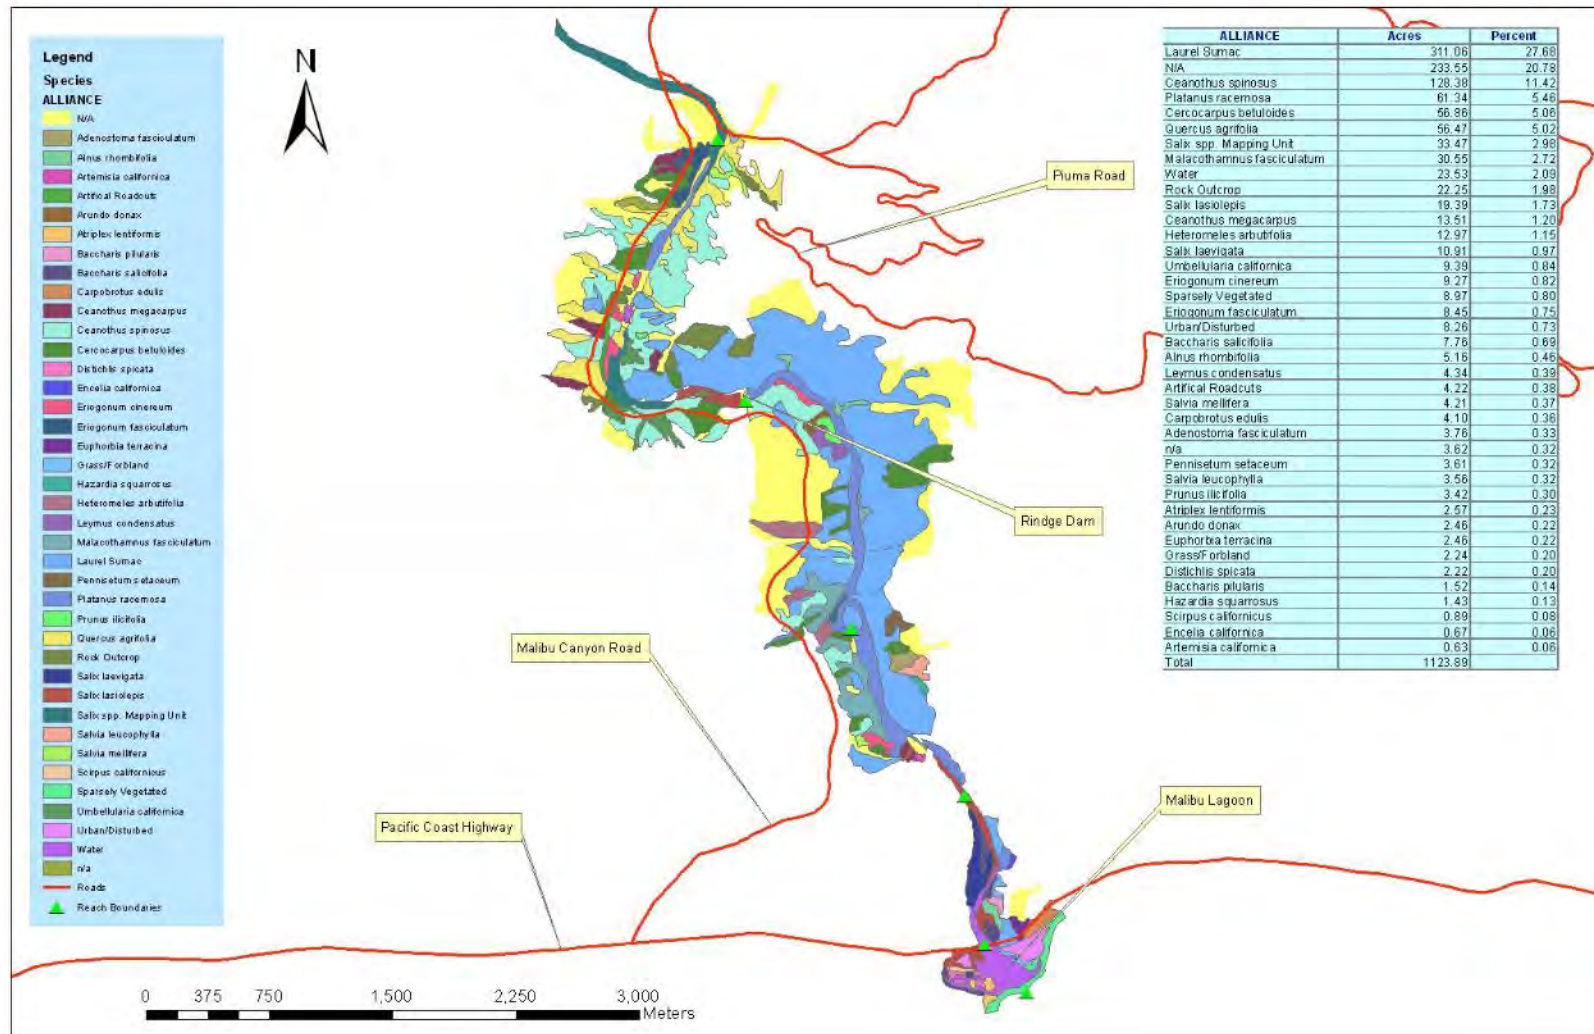 Legend
Species
ALLIANCE
N/A
Adenostoma fasciculatum
Alnus rhombifolia
Artemisia californica
Artifical Roadcuts
Arundo donax
Atriplex lentiformis
Baccharis pilularis
Baccharis salicifolia
Carpobrotus edulis
Ceanothus megacarpus
Ceanothus spinosus
Cercocarpus betuloides
Distichlis spicata
Encelia californica
Eriogonum cinereum
Eriogonum fasciculatum
Euphorbia terracina
Grass/Forbland
Hazardia squarrosus
Heteromeles arbutifolia
Leymus condensatus
Malacothamnus fasciculatum
Laurel Sumac
Pennisetum setaceum
Platanus racemosa
Prunus ilicifolia
Quercus agrifolia
Rock Outcrop
Salix laevigata
Salix lasiolepis
Salix spp. Mapping Unit
Salvia leucophylla
Salvia mellifera
Scirpus californicus
Sparsely Vegetated
Umbellularia californica
Urban/Disturbed
Water
n/a
Roads
Reach Boundaries
N
Piuma Road
Rindge Dam
Malibu Canyon Road
Malibu Lagoon
Pacific Coast Highway
0 375 750 1,500 2,250 3,000
Meters
ALLIANCE Acres Percent
Laurel Sumac 311.06 27.68
N/A 233.55 20.78
Ceanothus spinosus 128.38 11.42
Platanus racemosa 61.34 5.46
Cercocarpus betuloides 56.86 5.06
Quercus agrifolia 56.47 5.02
Salix spp. Mapping Unit 33.47 2.98
Malacothamnus fasciculatum 30.55 2.72
Water 23.53 2.09
Rock Outcrop 22.25 1.98
Salix lasiolepis 19.39 1.73
Ceanothus megacarpus 13.51 1.20
Heteromeles arbutifolia 12.97 1.15
Salix laevigata 10.91 0.97
Umbellularia californica 9.39 0.84
Eriogonum cinereum 9.27 0.82
Sparsely Vegetated 8.97 0.80
Eriogonum fasciculatum 8.45 0.75
Urban/Disturbed 8.26 0.73
Baccharis salicifolia 7.76 0.69
Alnus rhombifolia 5.16 0.46
Leymus condensatus 4.34 0.39
Artifical Roadcuts 4.22 0.38
Salvia mellifera 4.21 0.37
Carpobrotus edulis 4.10 0.36
Adenostoma fasciculatum 3.76 0.33
n/a 3.62 0.32
Pennisetum setaceum 3.61 0.32
Salvia leucophylla 3.56 0.32
Prunus ilicifolia 3.42 0.30
Atriplex lentiformis 2.57 0.23
Arundo donax 2.46 0.22
Euphorbia terracina 2.46 0.22
Grass/Forbland 2.24 0.20
Distichlis spicata 2.22 0.20
Baccharis pilularis 1.52 0.14
Hazardia squarrosus 1.43 0.13
Scirpus californicus 0.89 0.08
Encelia californica 0.67 0.06
Artemisia californica 0.63 0.06
Total 1123.89